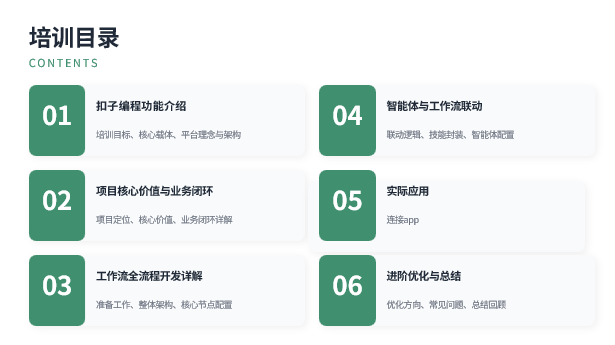 培训目录
CONTENTS
01
扣子编程功能介绍
培训目标、核心载体、平台理念与架构
02
项目核心价值与业务闭环
项目定位、核心价值、业务闭环详解
03
工作流全流程开发详解
准备工作、整体架构、核心节点配置
04
智能体与工作流联动
联动逻辑、技能封装、智能体配置
05
实际应用
连接app
06
进阶优化与总结
优化方向、常见问题、总结回顾